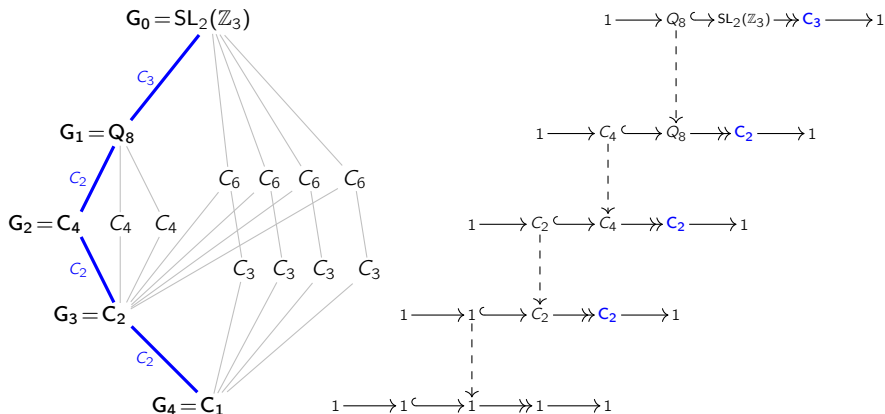 G₀ = SL₂(ℤ₃)
C₃
G₁ = Q₈
C₂
C₆ C₆ C₆ C₆
G₂ = C₄ C₄ C₄
C₂
C₃ C₃ C₃ C₃
G₃ = C₂
C₂
G₄ = C₁
1 Q₈ SL₂(ℤ₃) C₃ 1
1 C₄ Q₈ C₂ 1
1 C₂ C₄ C₂ 1
1 1 C₂ C₂ 1
1 1 1 1 1